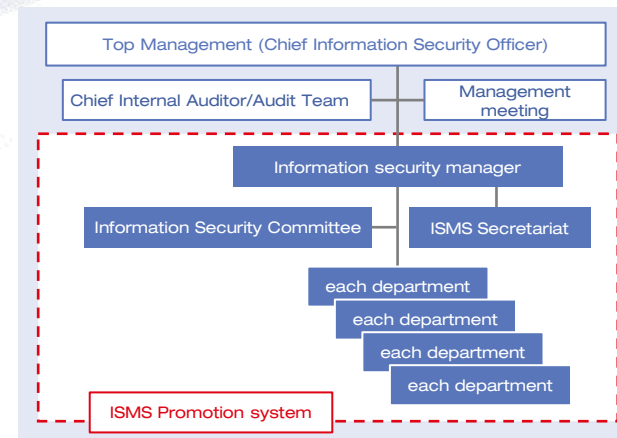 Top Management (Chief Information Security Officer)
Chief Internal Auditor/Audit Team
Management
meeting
Information security manager
Information Security Committee
ISMS Secretariat
each department
each department
each department
each department
ISMS Promotion system